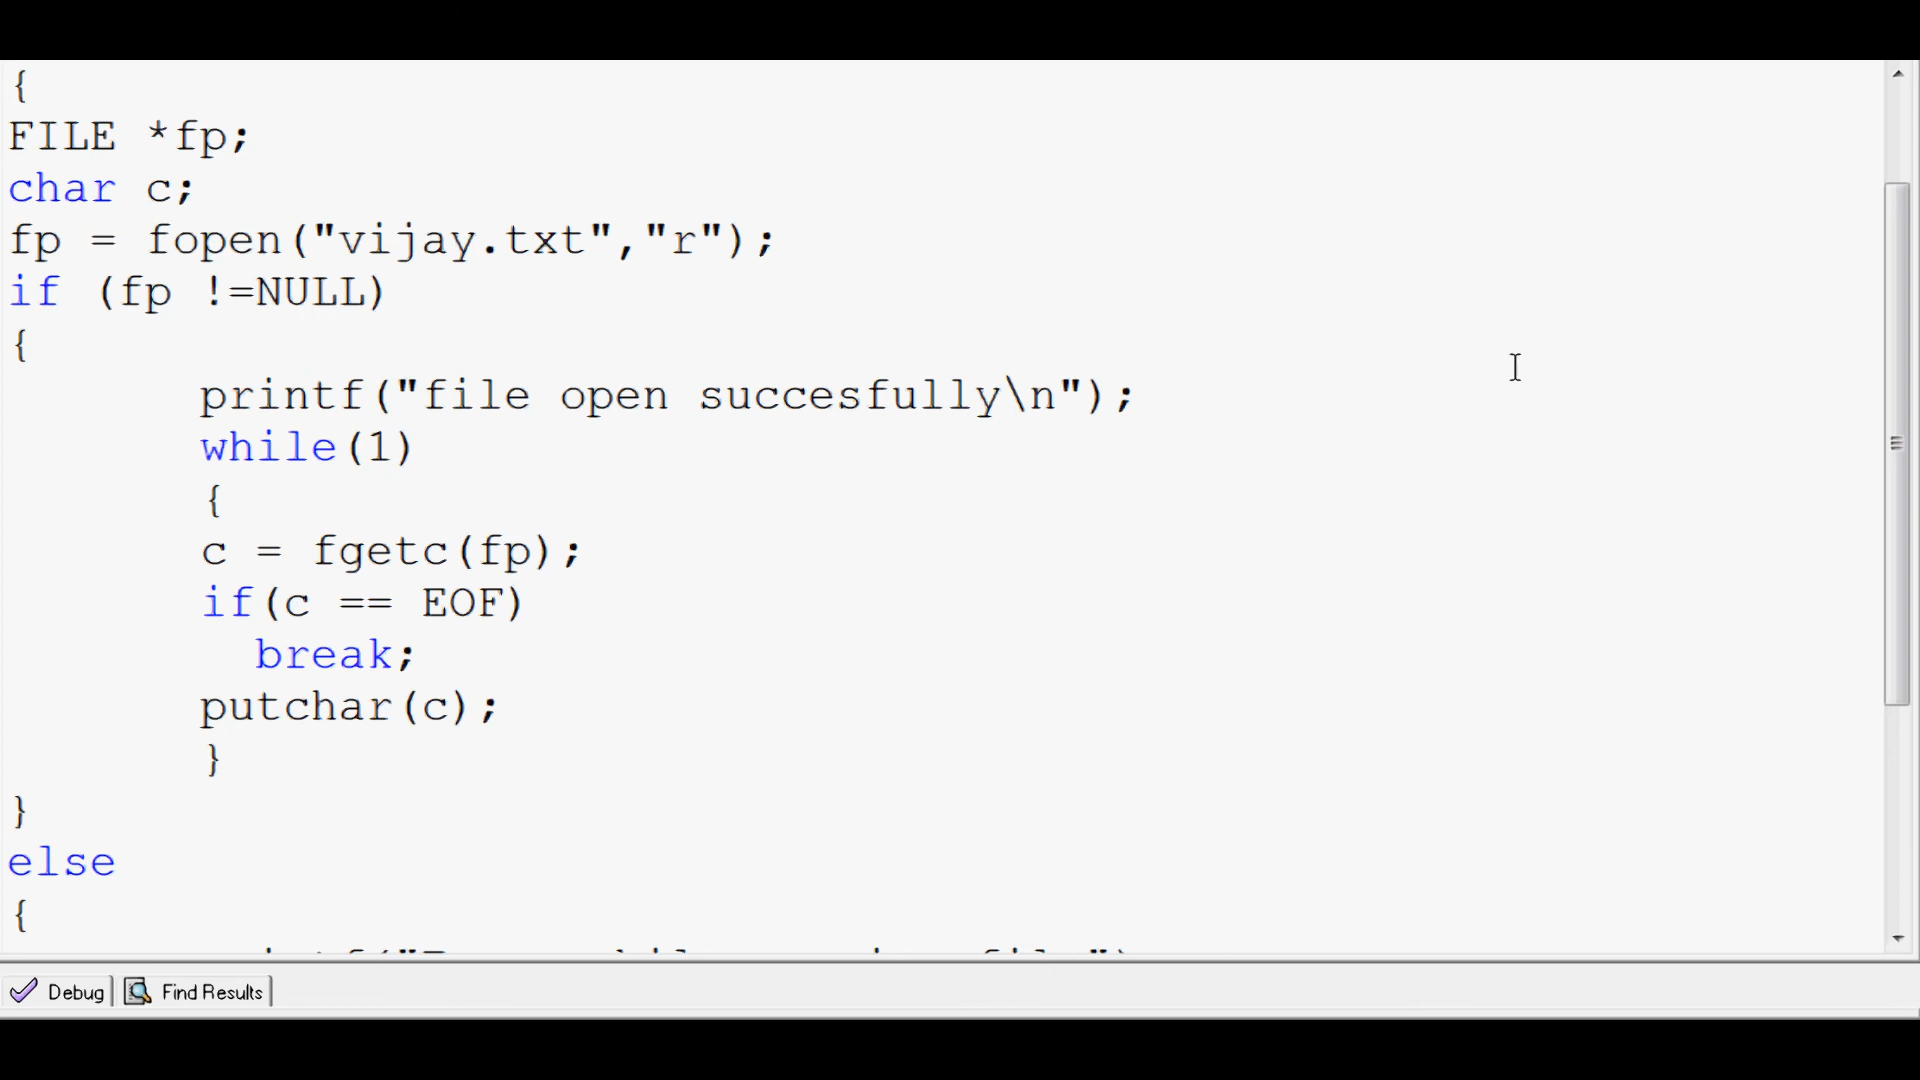 {
FILE *fp;
char c;
fp = fopen("vijay.txt","r");
if (fp !=NULL)
{
printf("file open succesfully\n");
while(1)
{
c = fgetc(fp);
if(c == EOF)
break;
putchar(c);
}
}
else
{
Debug
Find Results